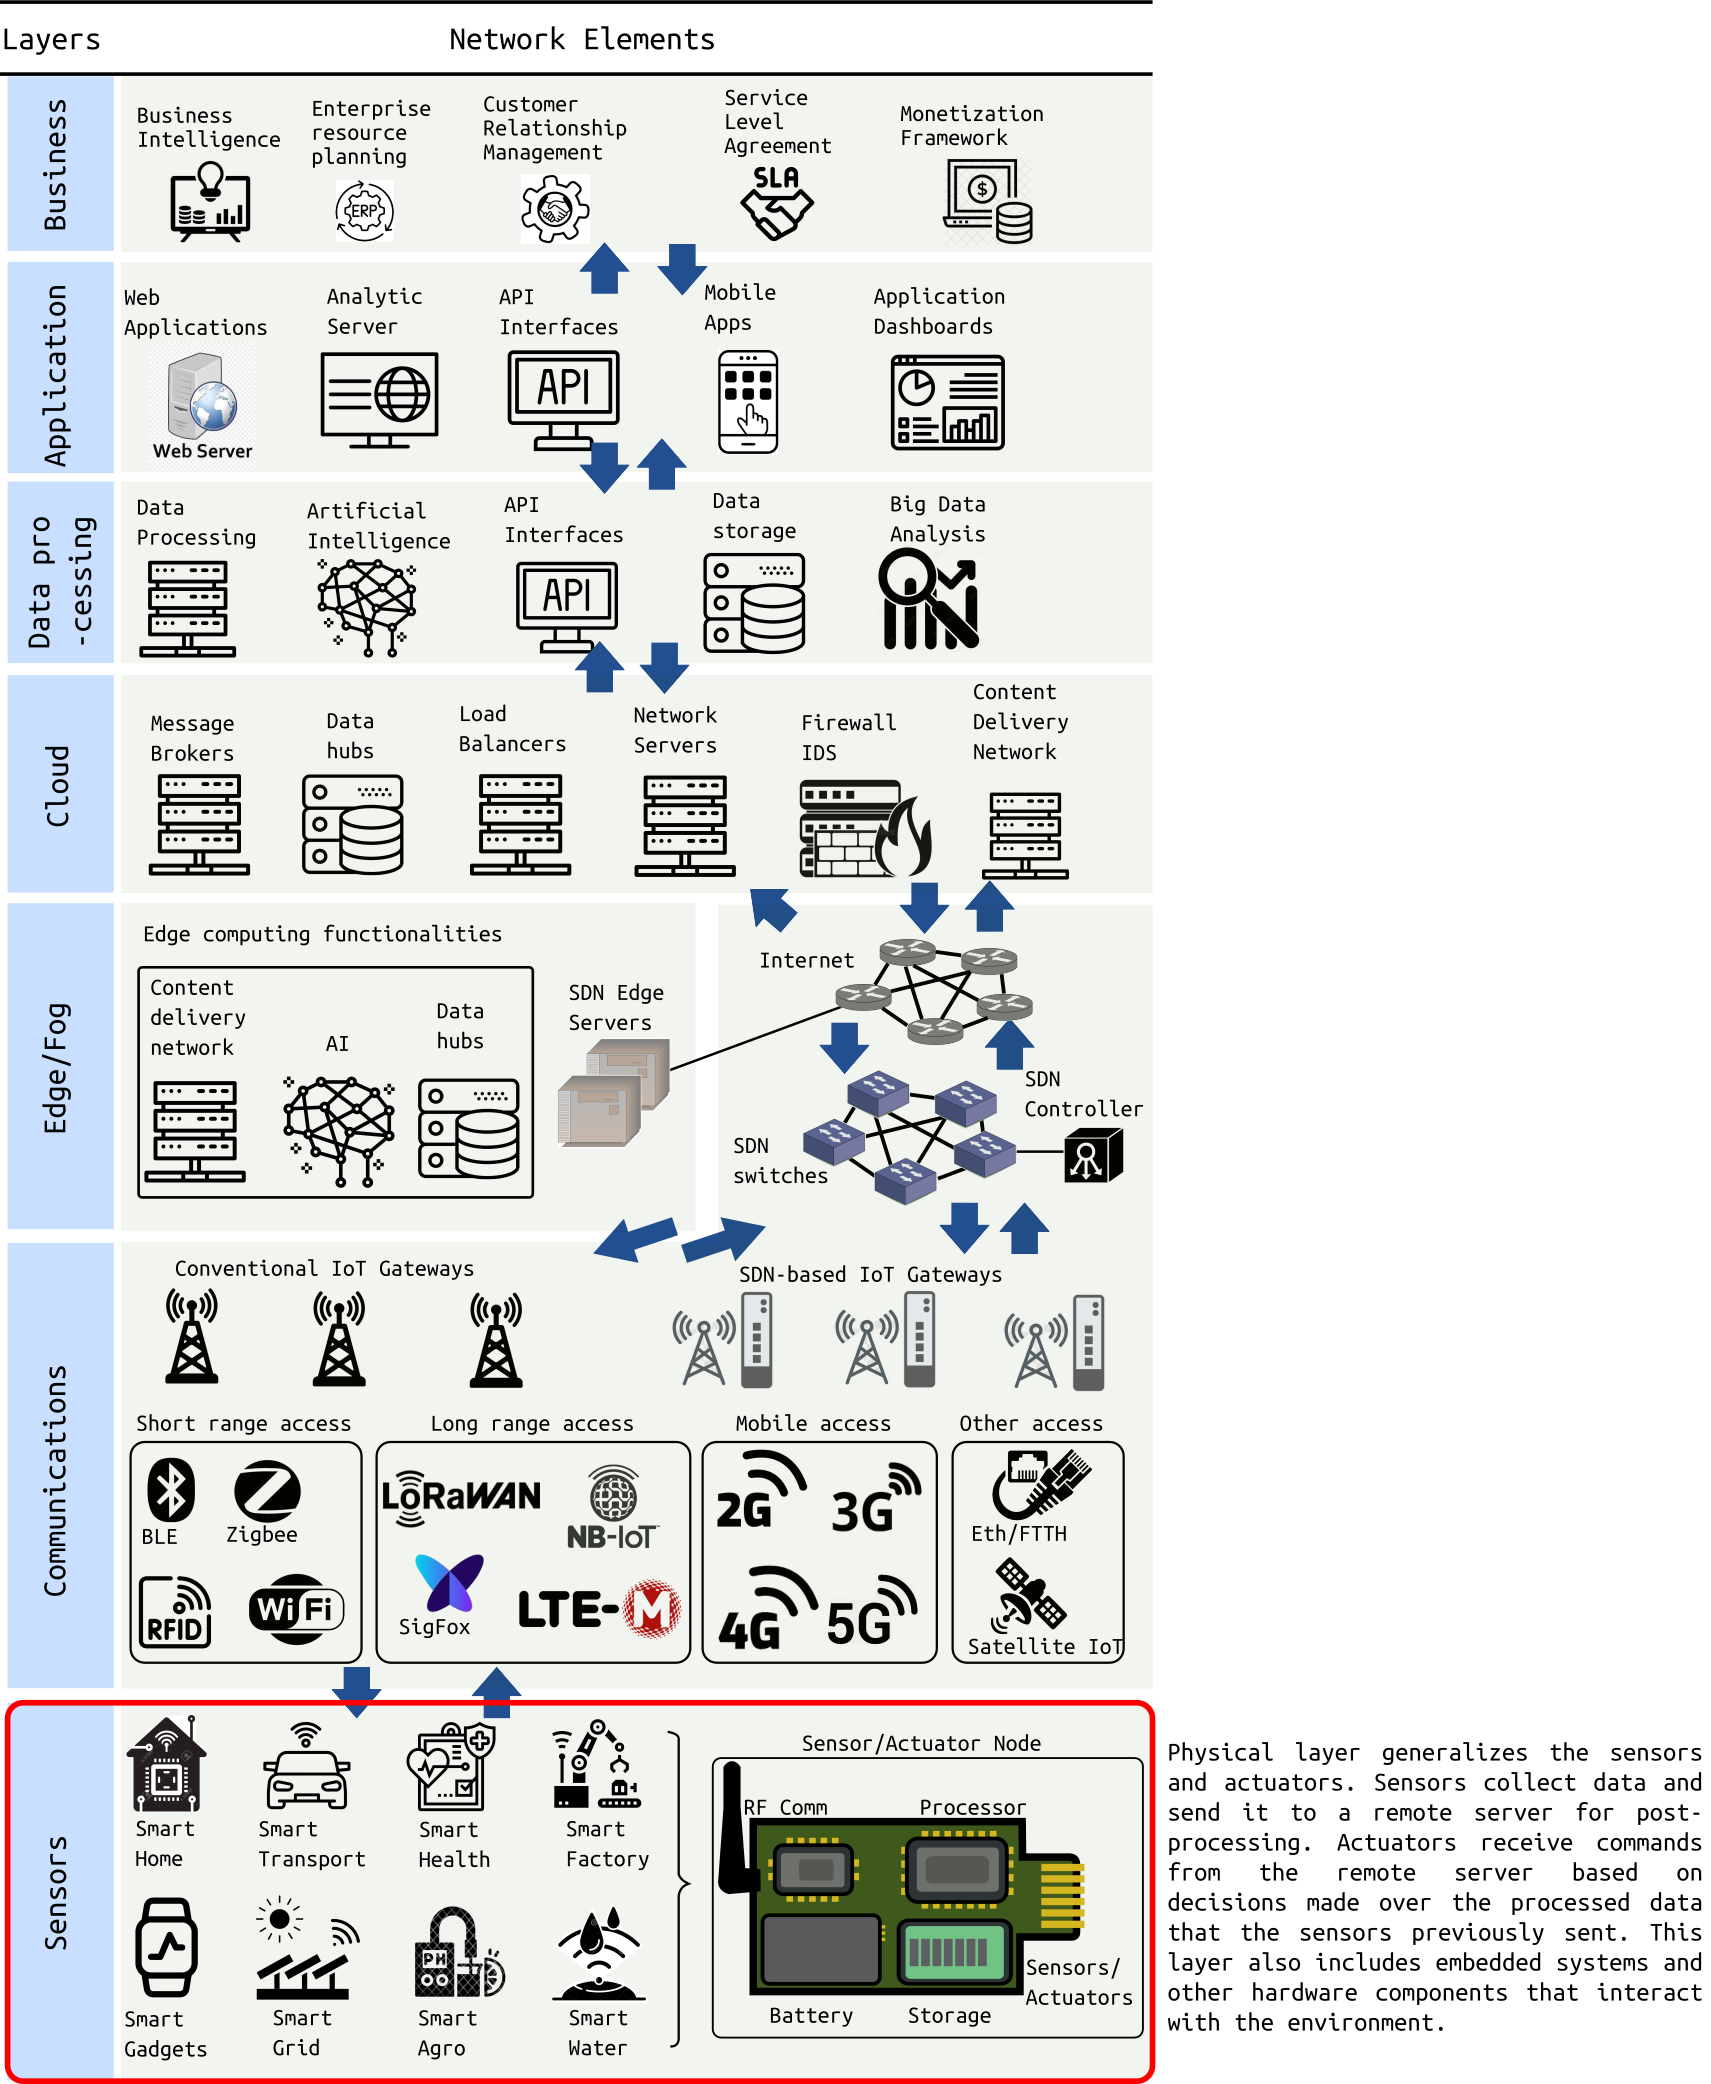 Layers
Network Elements
Business
Business
Intelligence
Enterprise
resource
planning
ERP
Customer
Relationship
Management
Service
Level
Agreement
SLA
Monetization
Framework
$
Application
Web
Applications
Web Server
Analytic
Server
API
Interfaces
API
Mobile
Apps
Application
Dashboards
Data pro
-cessing
Data
Processing
Artificial
Intelligence
API
Interfaces
API
Data
storage
Big Data
Analysis
Cloud
Message
Brokers
Data
hubs
Load
Balancers
Network
Servers
Firewall
IDS
Content
Delivery
Network
Edge/Fog
Edge computing functionalities
Content
delivery
network
AI
Data
hubs
SDN Edge
Servers
Internet
SDN
switches
SDN
Controller
Communications
Conventional IoT Gateways
SDN-based IoT Gateways
Short range access
BLE
Zigbee
RFID
WiFi
Long range access
LoRaWAN
NB-IoT
SigFox
LTE-M
Mobile access
2G
3G
4G
5G
Other access
Eth/FTTH
Satellite IoT
Sensors
Smart
Home
Smart
Transport
Smart
Health
Smart
Factory
Smart
Gadgets
Smart
Grid
PH
Smart
Agro
Smart
Water
Sensor/Actuator Node
RF Comm
Processor
Battery
Storage
Sensors/
Actuators
Physical layer generalizes the sensors
and actuators. Sensors collect data and
send it to a remote server for post-
processing. Actuators receive commands
from the remote server based on
decisions made over the processed data
that the sensors previously sent. This
layer also includes embedded systems and
other hardware components that interact
with the environment.